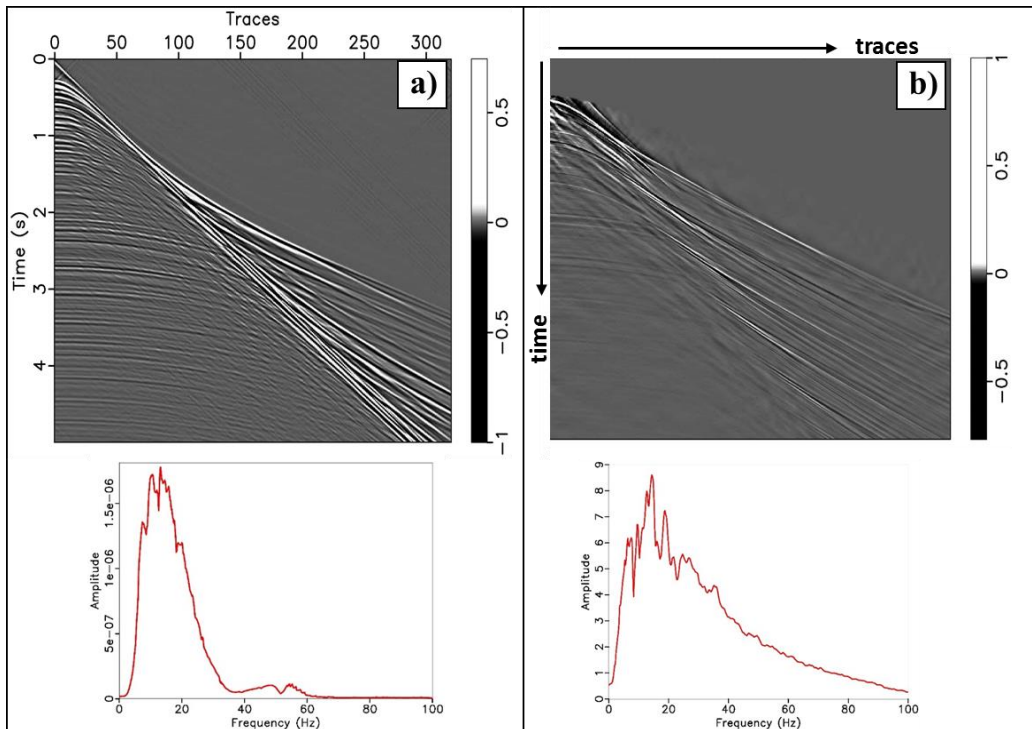 Traces
0 50 100 150 200 250 300
a)
0
1
2
3
4
Time (s)
0.5
0
−0.5
−1
traces
b)
time
1
0.5
0
−0.5
1.5e−06
1e−06
5e−07
0
Amplitude
0 20 40 60 80 100
Frequency (Hz)
9
8
7
6
5
4
3
2
1
0
Amplitude
0 20 40 60 80 100
Frequency (Hz)